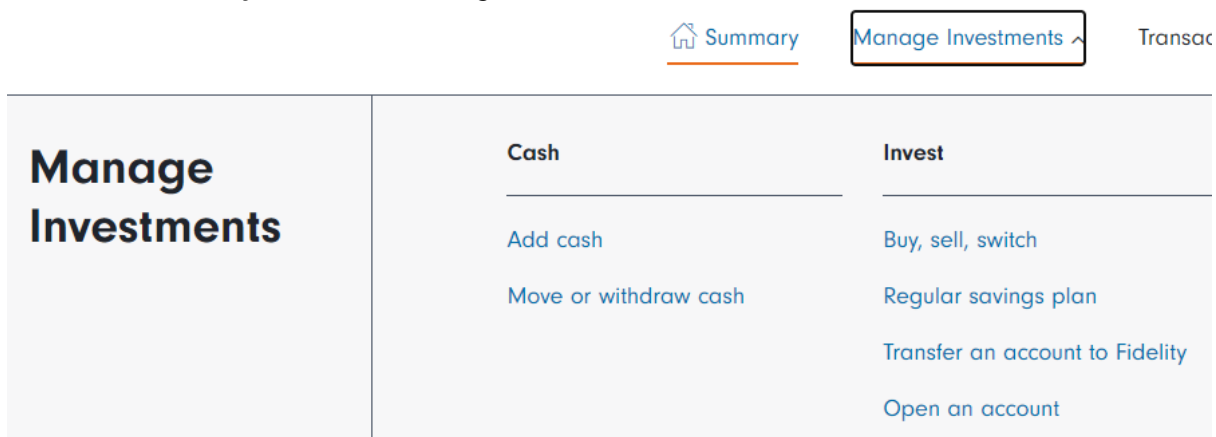 Summary
Manage Investments
Transac
Manage
Investments
Cash
Add cash
Move or withdraw cash
Invest
Buy, sell, switch
Regular savings plan
Transfer an account to Fidelity
Open an account